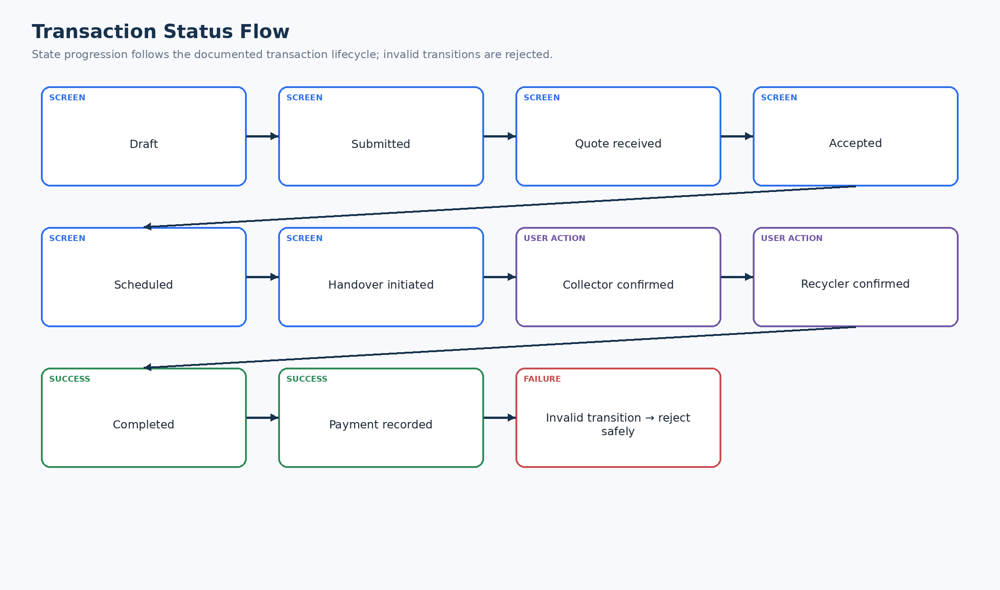 Transaction Status Flow
State progression follows the documented transaction lifecycle; invalid transitions are rejected.
SCREEN
Draft
SCREEN
Submitted
SCREEN
Quote received
SCREEN
Accepted
SCREEN
Scheduled
SCREEN
Handover initiated
USER ACTION
Collector confirmed
USER ACTION
Recycler confirmed
SUCCESS
Completed
SUCCESS
Payment recorded
FAILURE
Invalid transition → reject
safely